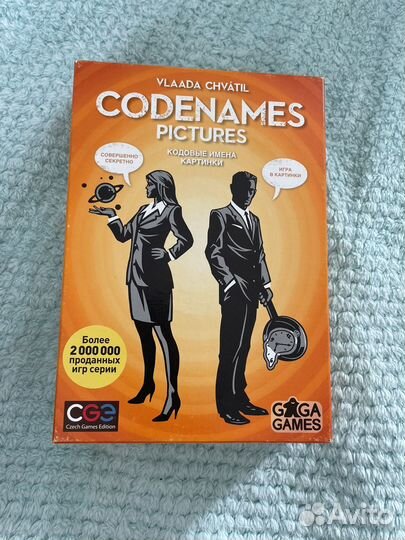 VLAADA CHVÁTIL
CODENAMES
PICTURES
КОДОВЫЕ ИМЕНА
КАРТИНКИ
СОВЕРШЕННО
СЕКРЕТНО
ИГРА
В КАРТИНКИ
Более
2 000 000
проданных
игр серии
CGE
Czech Games Edition
GAGA
GAMES
Avito